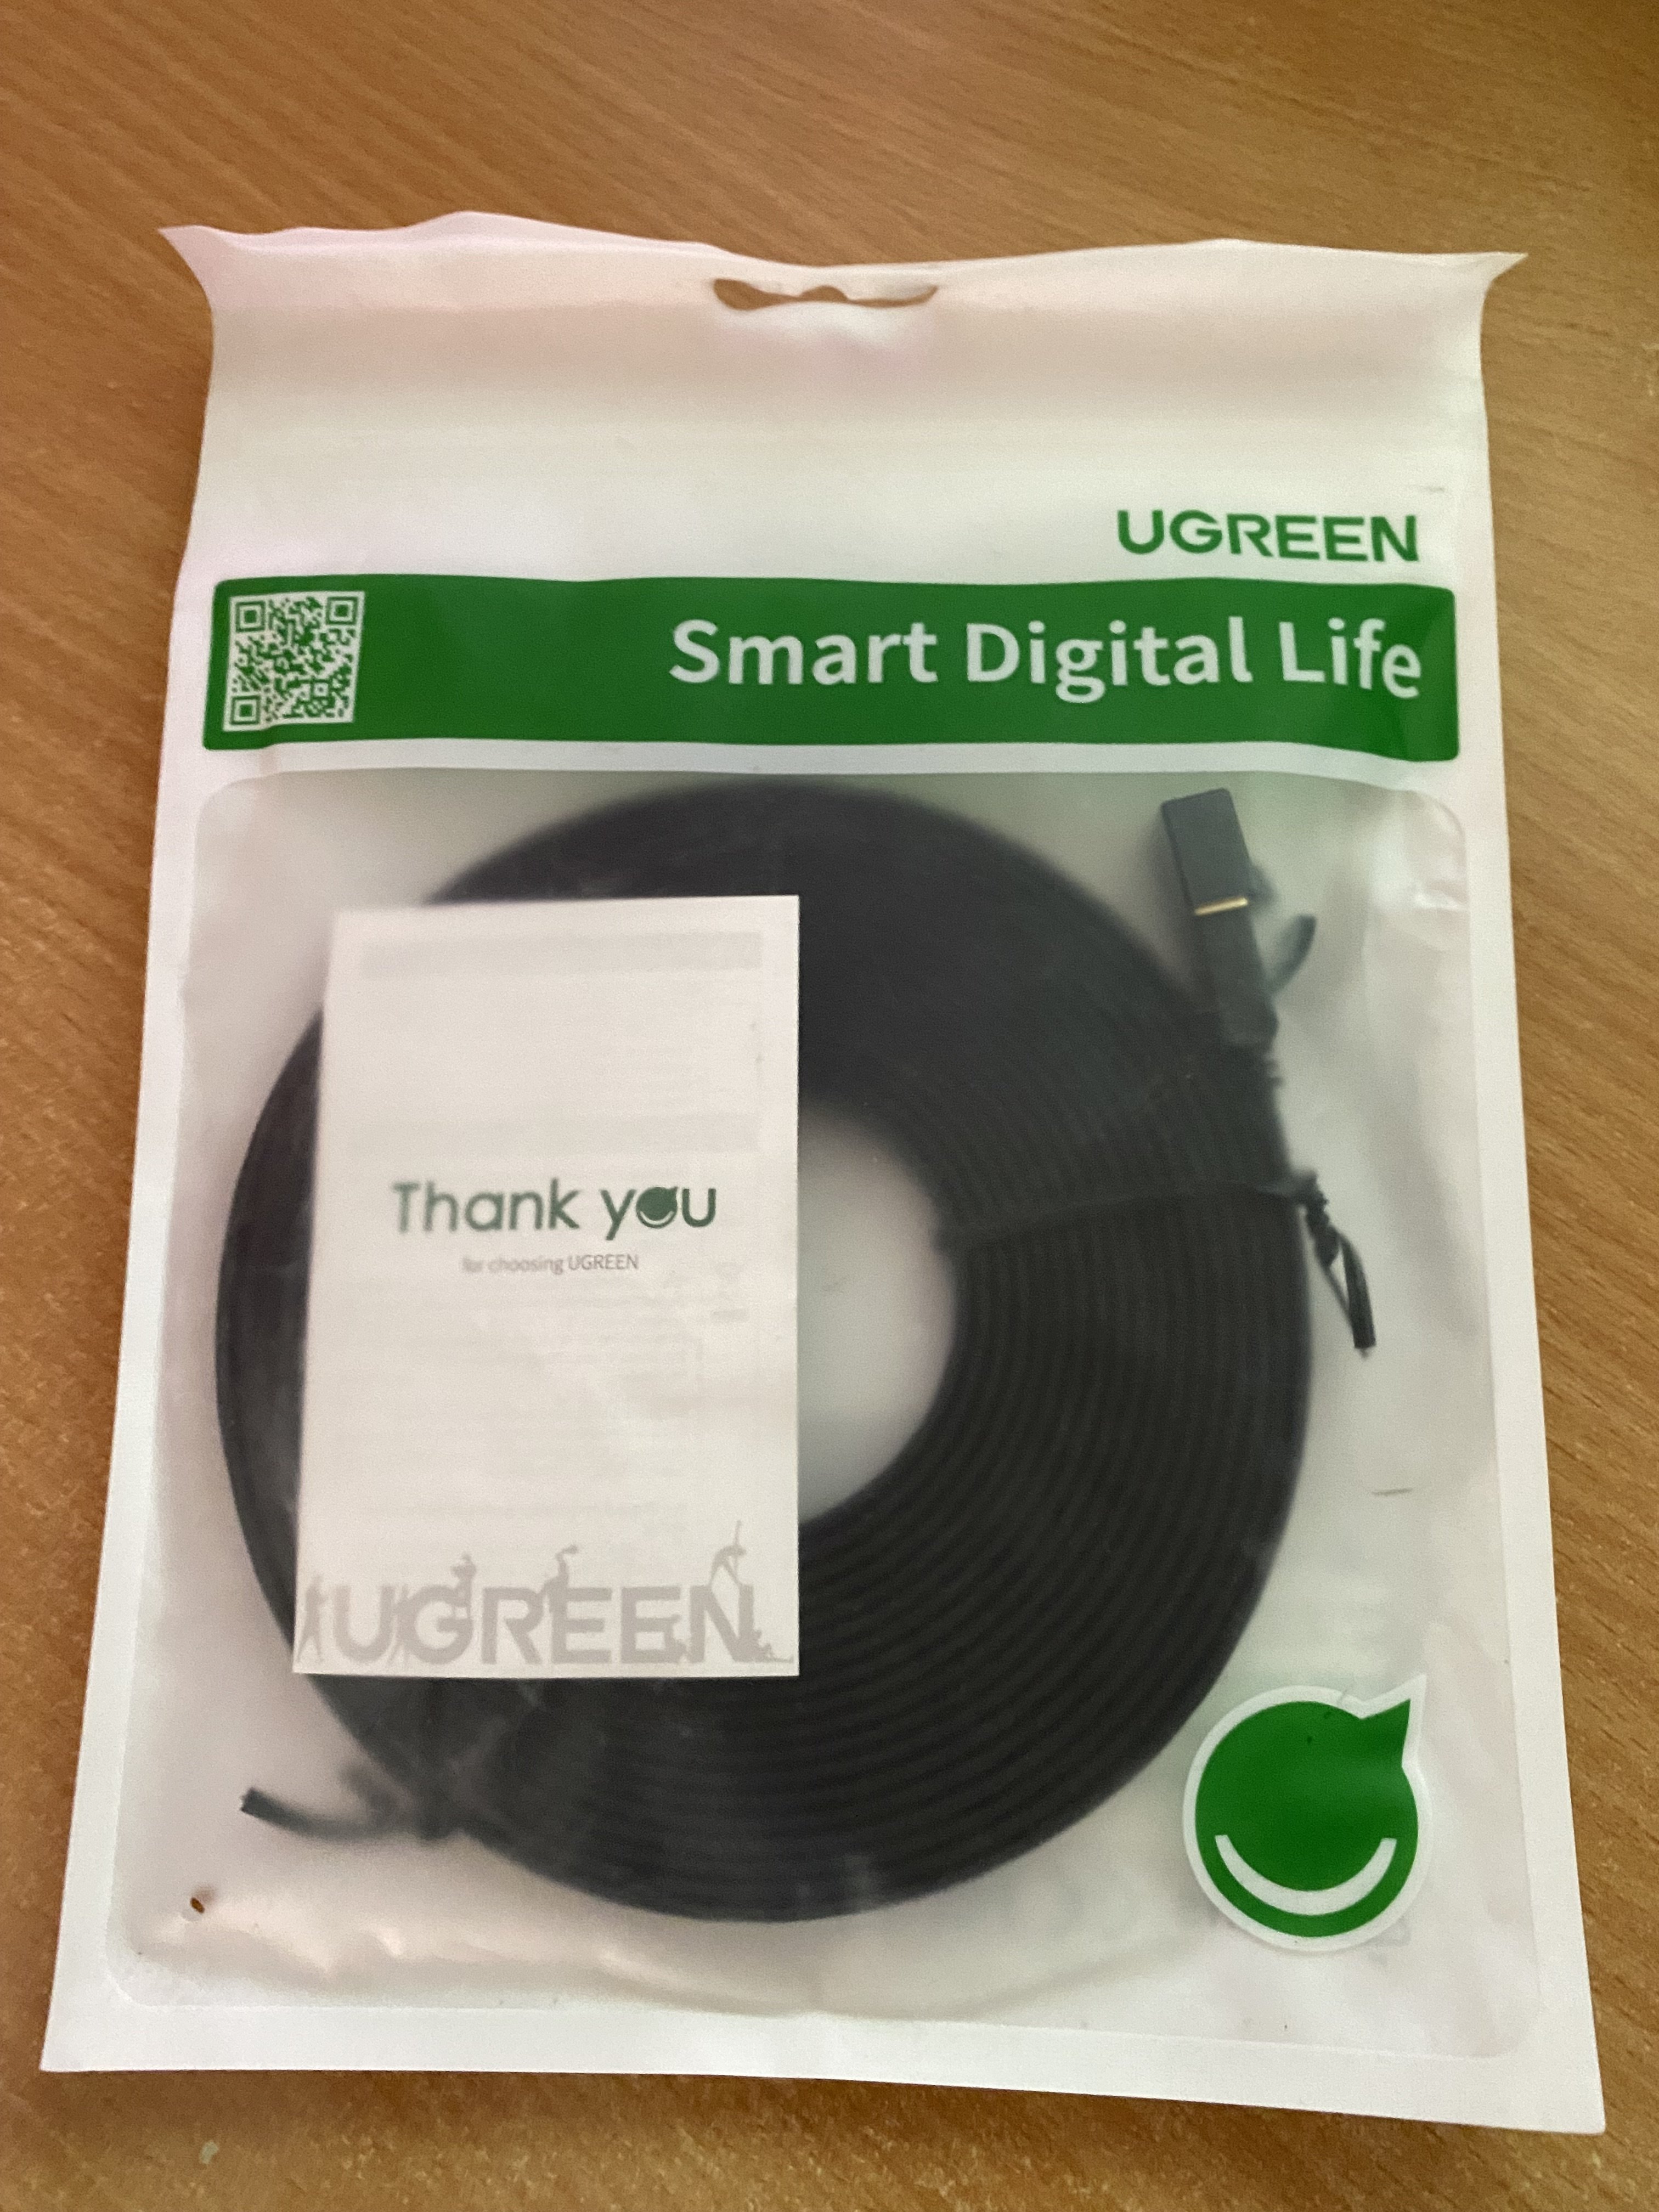 UGREEN
Smart Digital Life
Thank you
for choosing UGREEN
UGREEN